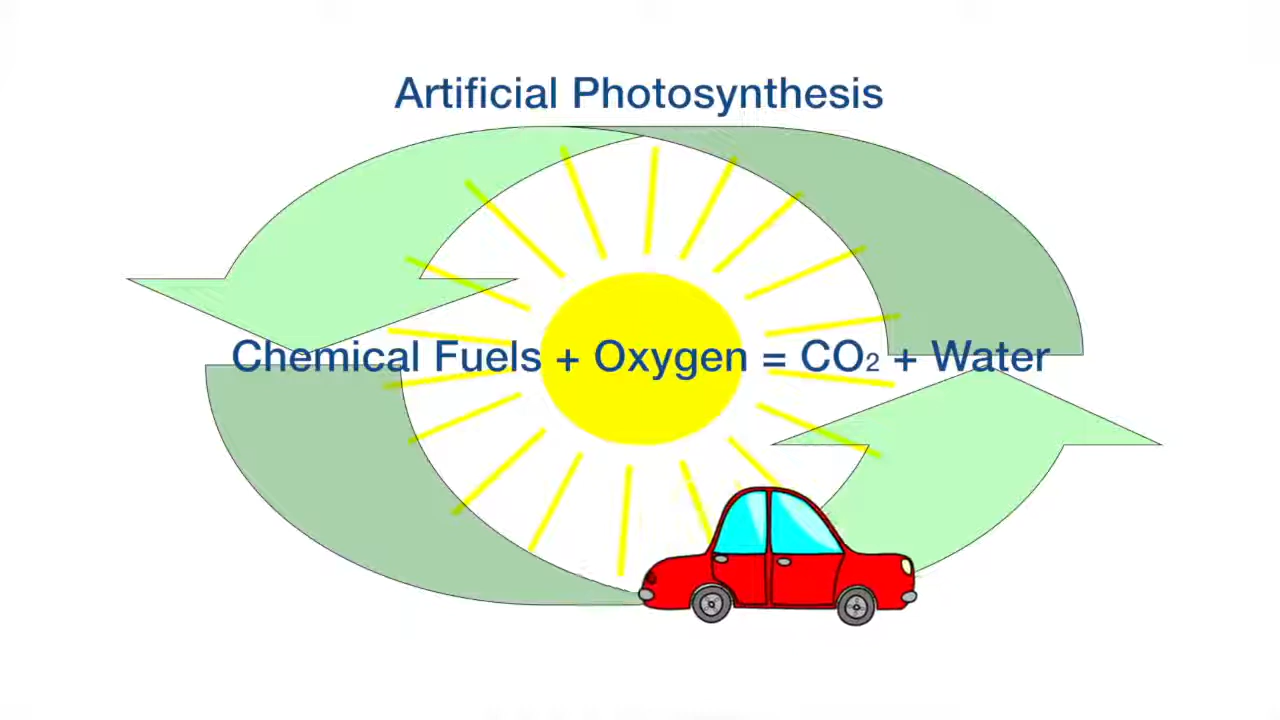 Artificial Photosynthesis
Chemical Fuels + Oxygen = CO₂ + Water